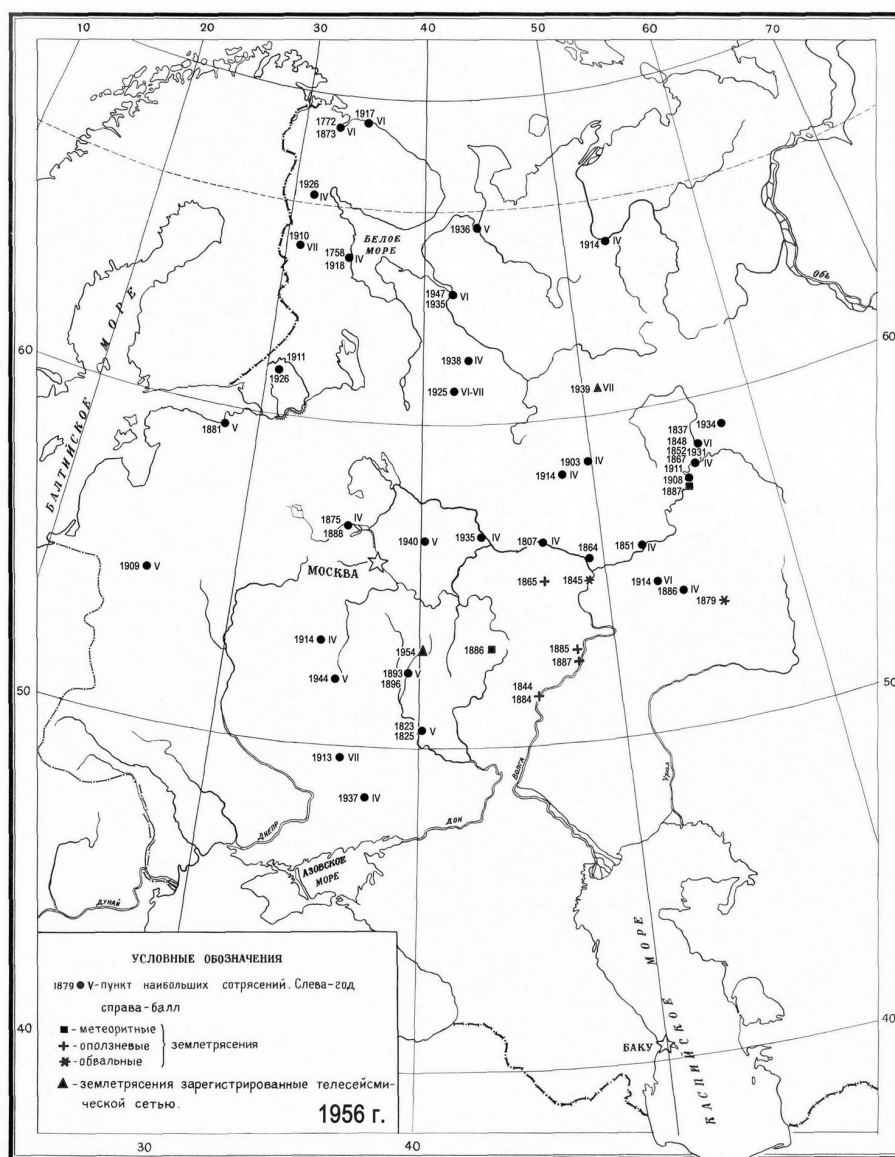 10
20
30
40
50
60
70
1772
1873
VI
1917
VI
1926
IV
1910
VII
БЕЛОЕ
МОРЕ
1758
1918
IV
1936
V
1914
IV
Обь
1947
1935
VI
60
60
1938
IV
1911
1926
1925
VI-VII
1939
VII
БАЛТИЙСКОЕ МОРЕ
1881
V
1934
1837
1848
VI
1852
1931
1867
IV
1911
1908
1887
1903
IV
1914
IV
1875
1888
IV
1940
V
1935
IV
1807
IV
1864
1851
IV
МОСКВА
1909
V
1865
1845
1914
VI
1886
IV
1879
1914
IV
1954
1886
1885
1887
1944
V
1893
1896
V
1844
1884
50
50
1823
1825
V
1913
VII
1937
IV
ВОЛГА
Урал
ДНЕПР
ДОН
АЗОВСКОЕ
МОРЕ
ДУНАЙ
КАСПИЙСКОЕ МОРЕ
БАКУ
40
40
УСЛОВНЫЕ ОБОЗНАЧЕНИЯ
1879 V-пункт наибольших сотрясений. Слева-год
справа-балл
- метеоритные
- оползневые
землетрясения
- обвальные
- землетрясения зарегистрированные телесейсми-
ческой сетью.
1956 г.
30
40
50